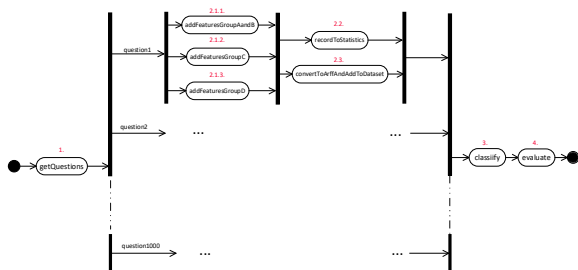 2.1.1.
addFeaturesGroupAandB
2.2.
question1
2.1.2.
recordToStatistics
addFeaturesGroupC
2.3.
2.1.3.
convertToArffAndAddToDataset
addFeaturesGroupD
question2
...
...
1.
3.
4.
getQuestions
classiify
evaluate
question1000
...
...